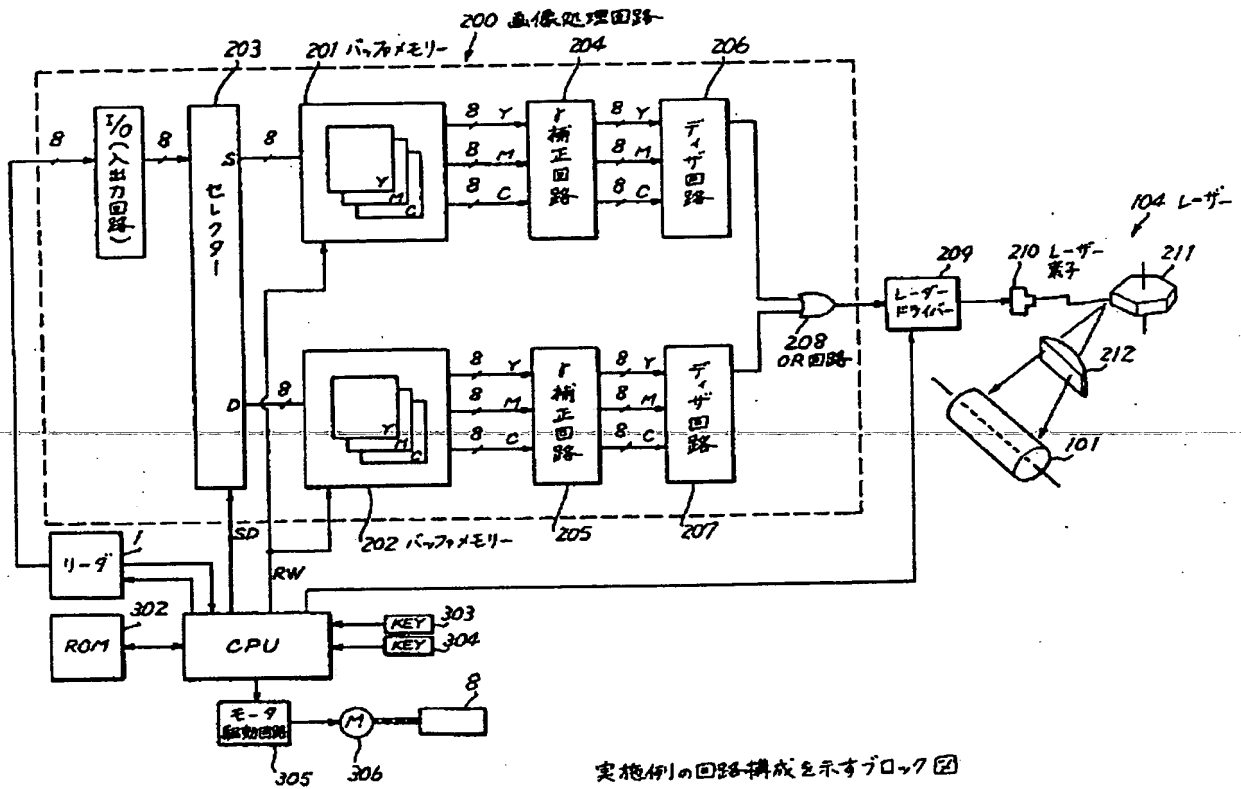 200 画像処理回路
203
201 バッファメモリー
204
206
8
I/O(入出力回路)
8
セレクター
S
8
Y
M
C
8 Y
8 M
8 C
γ補正回路
8 Y
8 M
8 C
ディザ回路
104 レーザー
209
210 レーザー素子
211
レーダードライバー
208 OR回路
212
101
D
8
Y
M
C
8 Y
8 M
8 C
γ補正回路
8 Y
8 M
8 C
ディザ回路
SD
202 バッファメモリー
205
207
リーダ
1
RW
302
ROM
CPU
KEY
303
KEY
304
モータ駆動回路
305
M
306
8
実施例の回路構成を示すブロック図